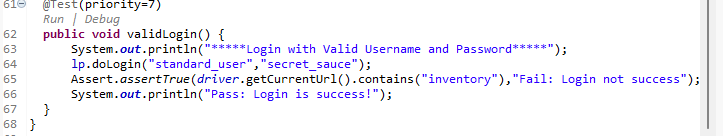 61 @Test(priority=7)
Run | Debug
62 public void validLogin() {
63 System.out.println("*****Login with Valid Username and Password*****");
64 lp.doLogin("standard_user","secret_sauce");
65 Assert.assertTrue(driver.getCurrentUrl().contains("inventory"),"Fail: Login not success");
66 System.out.println("Pass: Login is success!");
67 }
68 }